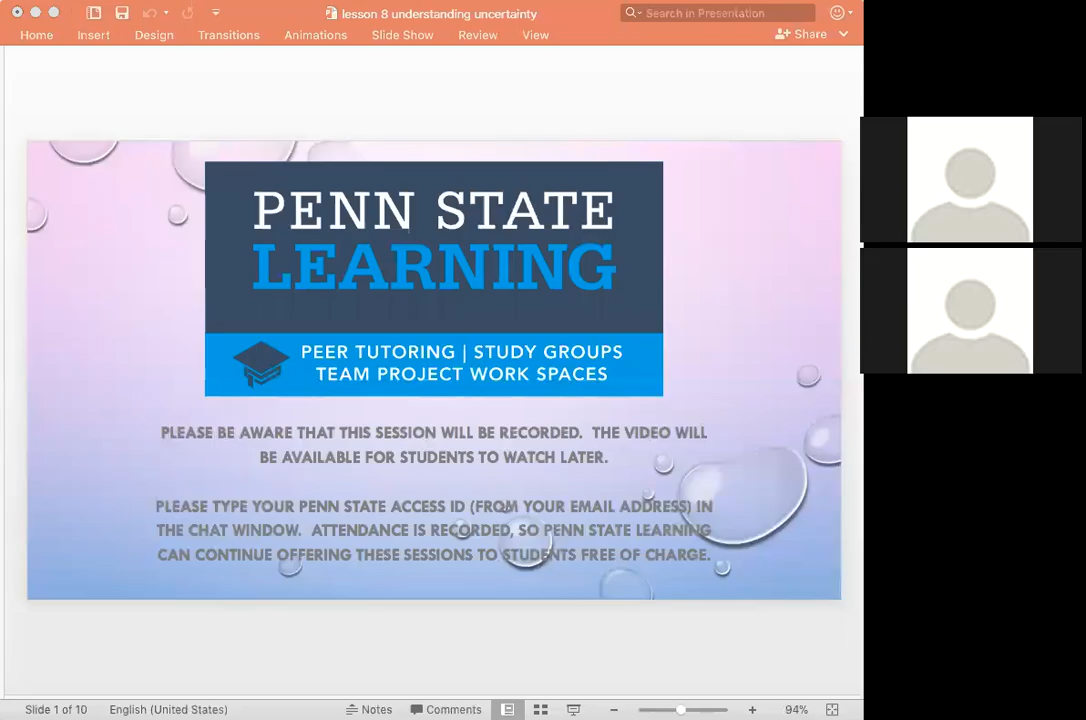 lesson 8 understanding uncertainty
Search in Presentation
Home Insert Design Transitions Animations Slide Show Review View
Share
PENN STATE
LEARNING
PEER TUTORING | STUDY GROUPS
TEAM PROJECT WORK SPACES
PLEASE BE AWARE THAT THIS SESSION WILL BE RECORDED. THE VIDEO WILL
BE AVAILABLE FOR STUDENTS TO WATCH LATER.
PLEASE TYPE YOUR PENN STATE ACCESS ID (FROM YOUR EMAIL ADDRESS) IN
THE CHAT WINDOW. ATTENDANCE IS RECORDED, SO PENN STATE LEARNING
CAN CONTINUE OFFERING THESE SESSIONS TO STUDENTS FREE OF CHARGE.
Slide 1 of 10 English (United States) Notes Comments 94%